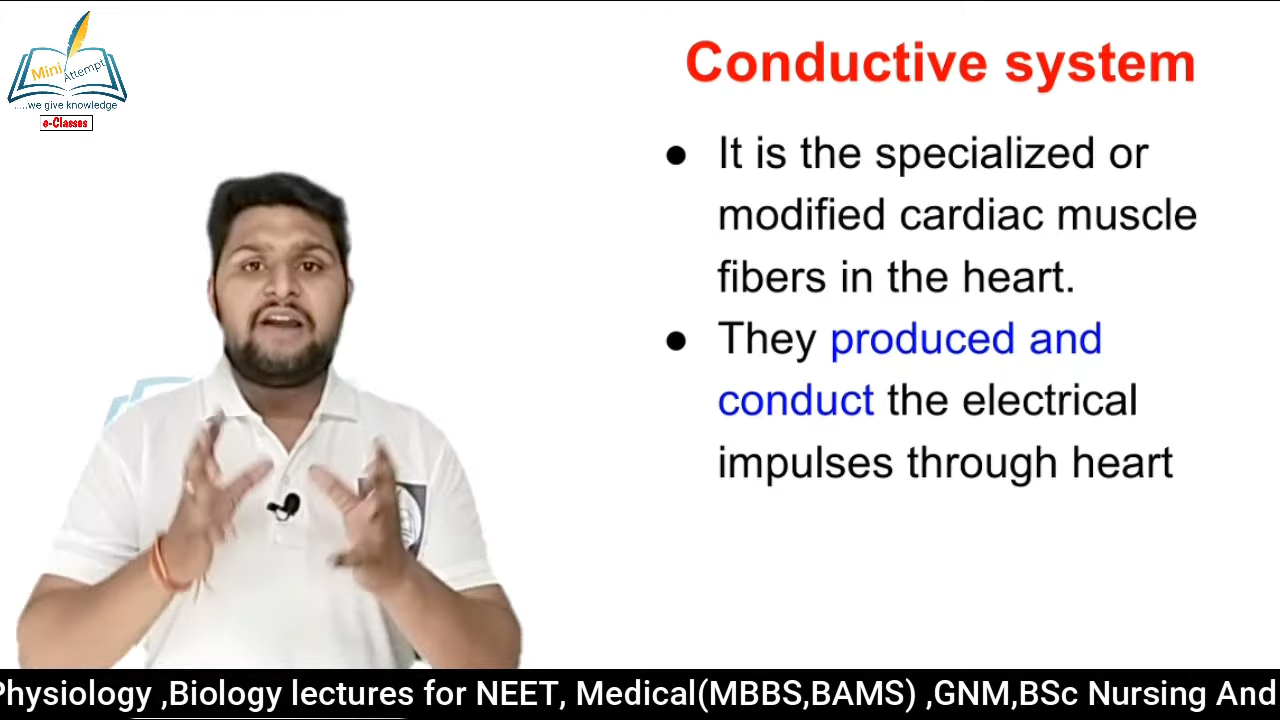 Mini Attempt
....we give knowledge
e-Classes
Conductive system
● It is the specialized or
modified cardiac muscle
fibers in the heart.
● They produced and
conduct the electrical
impulses through heart
Physiology ,Biology lectures for NEET, Medical(MBBS,BAMS) ,GNM,BSc Nursing And